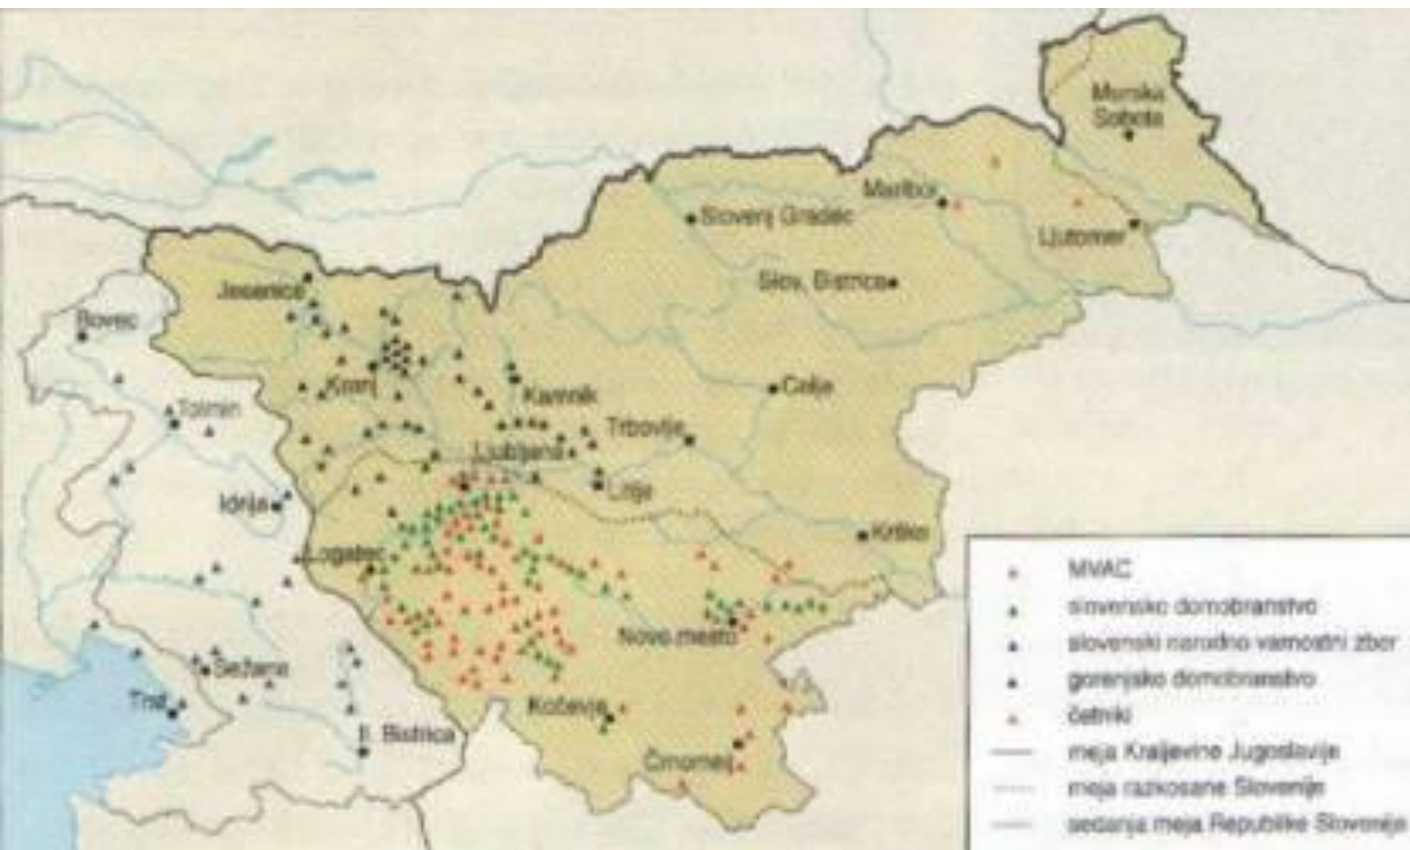 Murska
Sobota
Maribor
Slovenj Gradec
Ljutomer
Slov. Bistrica
Jesenice
Bovec
Kranj
Kamnik
Celje
Tolmin
Trbovlje
Ljubljana
Litija
Idrija
Krško
Logatec
Novo mesto
Sežana
Trst
Kočevje
Il. Bistrica
Črnomelj
MVAC
slovensko domobranstvo
slovenski narodno varnostni zbor
gorenjsko domobranstvo
četniki
meja Kraljevine Jugoslavije
meja razkosane Slovenije
sedanja meja Republike Slovenije